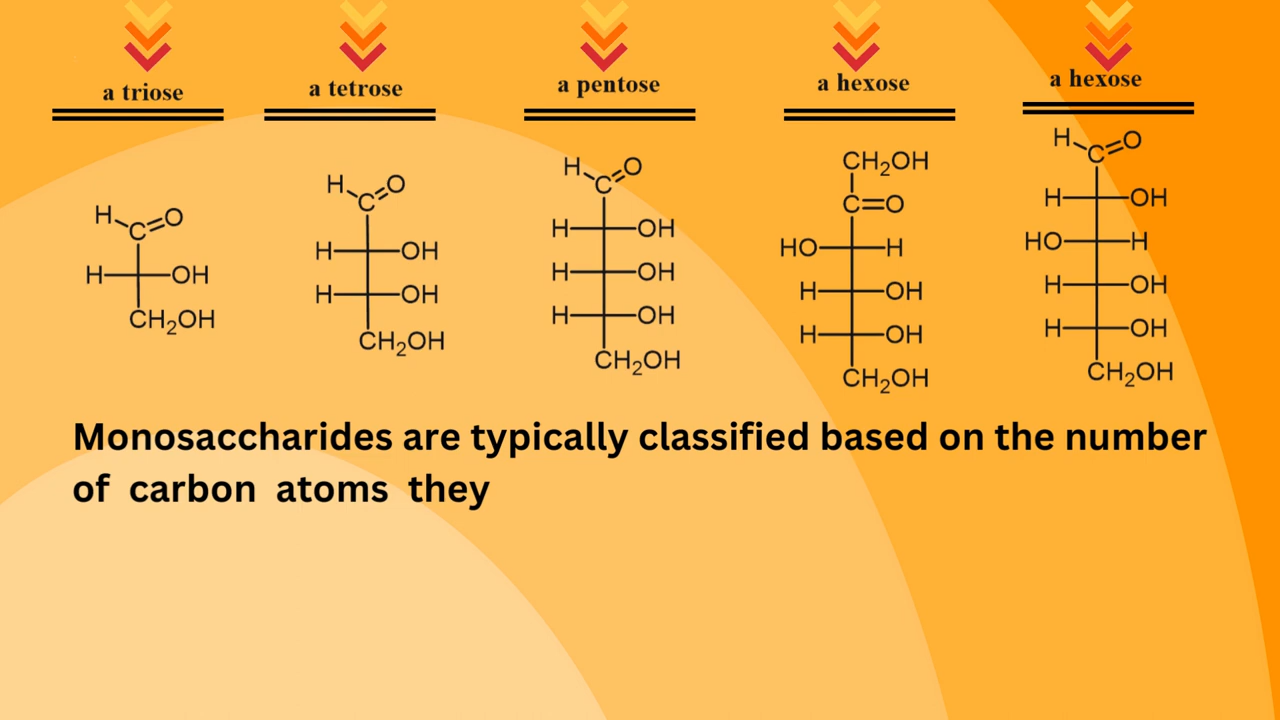 a triose a tetrose a pentose a hexose a hexose
H C=O H C=O H C=O CH₂OH H C=O
H OH H OH H OH C=O H OH
CH₂OH H OH H OH HO H HO H
CH₂OH H OH H OH H OH
CH₂OH H OH H OH
CH₂OH CH₂OH
Monosaccharides are typically classified based on the number
of carbon atoms they